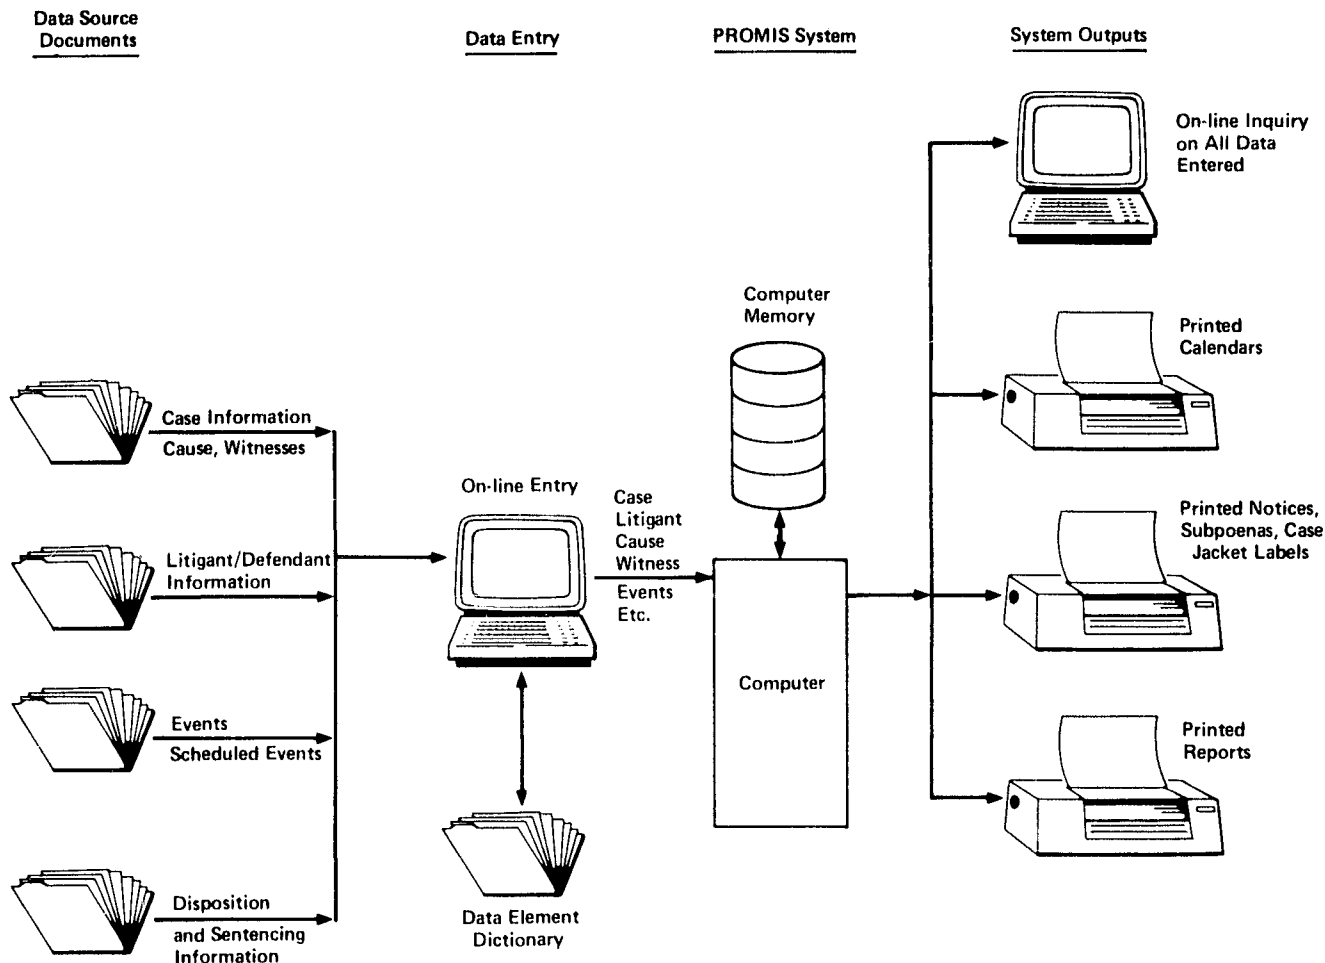 Data Source
Documents
Data Entry
PROMIS System
System Outputs
On-line Inquiry
on All Data
Entered
Computer
Memory
Printed
Calendars
Case Information
Cause, Witnesses
On-line Entry
Case
Litigant
Cause
Witness
Events
Etc.
Printed Notices,
Subpoenas, Case
Jacket Labels
Litigant/Defendant
Information
Computer
Events
Scheduled Events
Printed
Reports
Data Element
Dictionary
Disposition
and Sentencing
Information